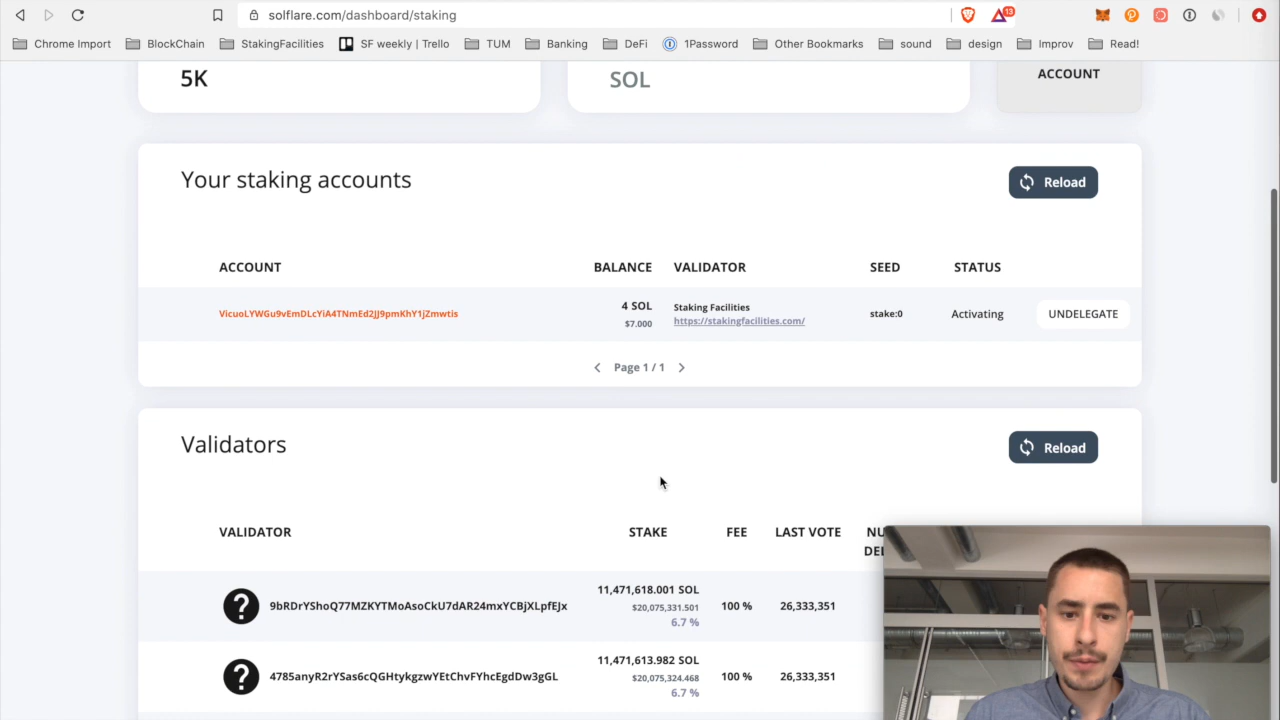 solflare.com/dashboard/staking
13
Chrome Import BlockChain StakingFacilities SF weekly | Trello TUM Banking DeFi 1Password Other Bookmarks sound design Improv Read!
5K
SOL
ACCOUNT
Your staking accounts
Reload
ACCOUNT BALANCE VALIDATOR SEED STATUS
VicuoLYWGu9vEmDLcYiA4TNmEd2JJ9pmKhY1jZmwtis
4 SOL
$7.000
Staking Facilities
https://stakingfacilities.com/
stake:0
Activating
UNDELEGATE
Page 1 / 1
Validators
Reload
VALIDATOR STAKE FEE LAST VOTE NU
DEL
9bRDrYShoQ77MZKYTMoAsoCkU7dAR24mxYCBjXLpfEJx
11,471,618.001 SOL
$20,075,331.501
6.7 %
100 %
26,333,351
4785anyR2rYSas6cQGHtykgzwYEtChvFYhcEgdDw3gGL
11,471,613.982 SOL
$20,075,324.468
6.7 %
100 %
26,333,351